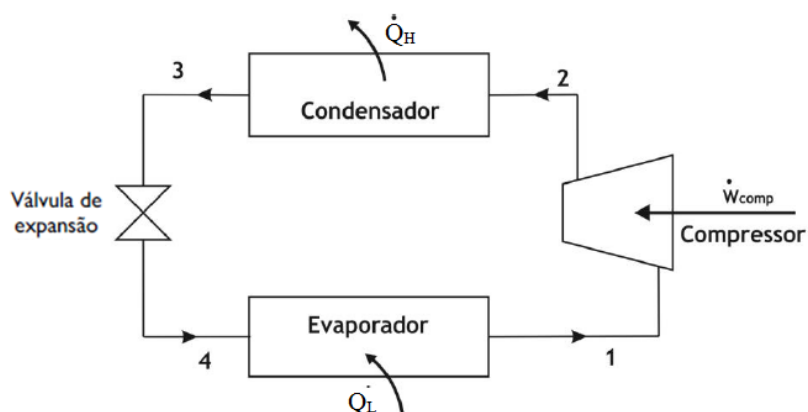 Q̇H
3
2
Condensador
Válvula de
expansão
Ẇcomp
Compressor
Evaporador
4
1
Q̇L